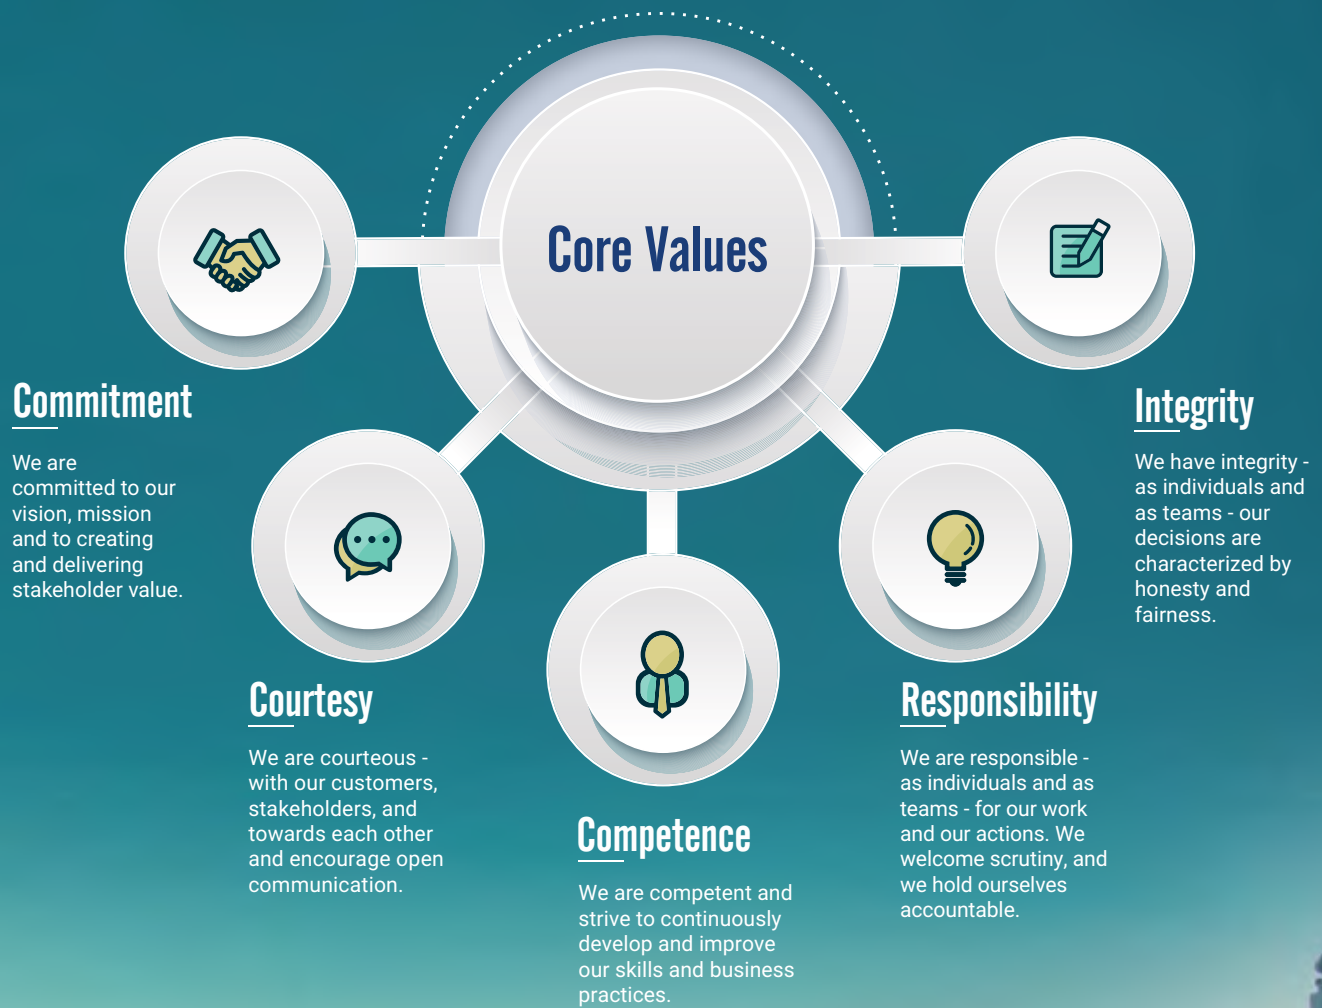 Core Values
Commitment
We are
committed to our
vision, mission
and to creating
and delivering
stakeholder value.
Courtesy
We are courteous -
with our customers,
stakeholders, and
towards each other
and encourage open
communication.
Competence
We are competent and
strive to continuously
develop and improve
our skills and business
practices.
Responsibility
We are responsible -
as individuals and as
teams - for our work
and our actions. We
welcome scrutiny, and
we hold ourselves
accountable.
Integrity
We have integrity -
as individuals and
as teams - our
decisions are
characterized by
honesty and
fairness.